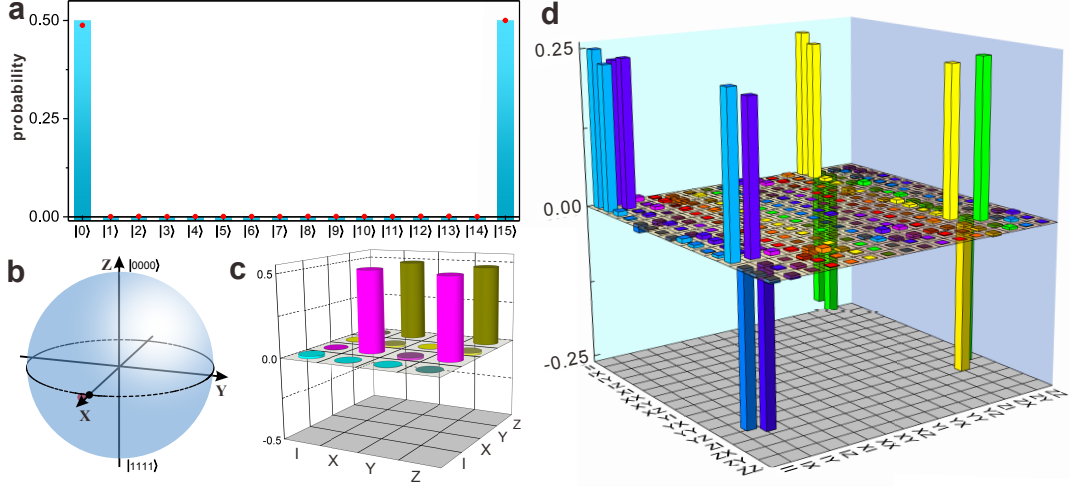 a
0.50
0.25
0.00
probability
|0⟩ |1⟩ |2⟩ |3⟩ |4⟩ |5⟩ |6⟩ |7⟩ |8⟩ |9⟩ |10⟩ |11⟩ |12⟩ |13⟩ |14⟩ |15⟩
b
Z
|0000⟩
Y
X
|1111⟩
c
0.5
0.0
-0.5
I X Y Z
I X Y Z
d
0.25
0.00
-0.25